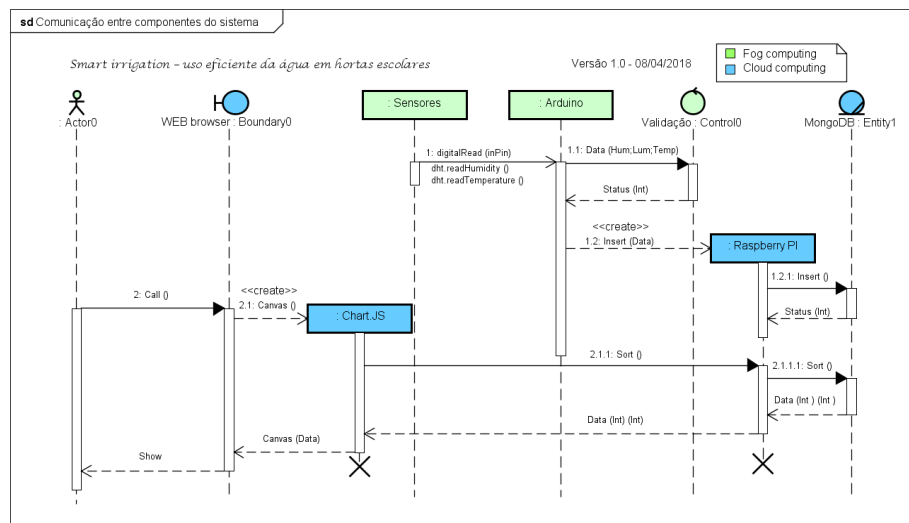 sd Comunicação entre componentes do sistema
Smart irrigation – uso eficiente da água em hortas escolares
Versão 1.0 - 08/04/2018
Fog computing
Cloud computing
: Actor0
WEB browser : Boundary0
: Sensores
: Arduino
Validação : Control0
MongoDB : Entity1
1: digitalRead (inPin)
dht.readHumidity ()
dht.readTemperature ()
1.1: Data (Hum;Lum;Temp)
Status (Int)
<<create>>
1.2: Insert (Data)
: Raspberry PI
1.2.1: Insert ()
Status (Int)
2: Call ()
<<create>>
2.1: Canvas ()
: Chart.JS
2.1.1: Sort ()
2.1.1.1: Sort ()
Data (Int ) (Int )
Data (Int) (Int)
Canvas (Data)
Show